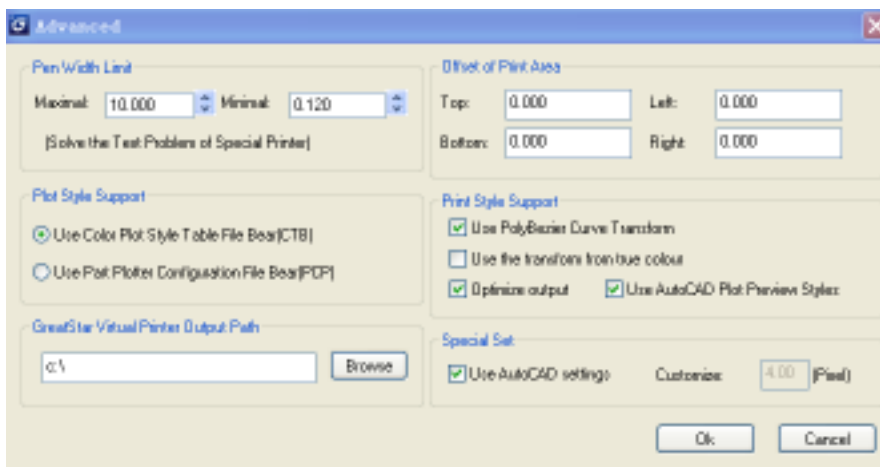 Advanced
Pen Width Limit
Maximal: 10.000 Minimal: 0.120
(Solve the Text Problem of Special Printer)
Offset of Print Area
Top: 0.000 Left: 0.000
Bottom: 0.000 Right: 0.000
Plot Style Support
Use Color Plot Style Table File Bear(CTB)
Use Part Plotter Configuration File Bear(PCP)
Print Style Support
Use PolyBezier Curve Transform
Use the transform from true colour
Optimize output Use AutoCAD Plot Preview Styles
GreatStar Virtual Printer Output Path
c:\ Browse
Special Set
Use AutoCAD settings Customize: 4.00 (Pixel)
Ok Cancel